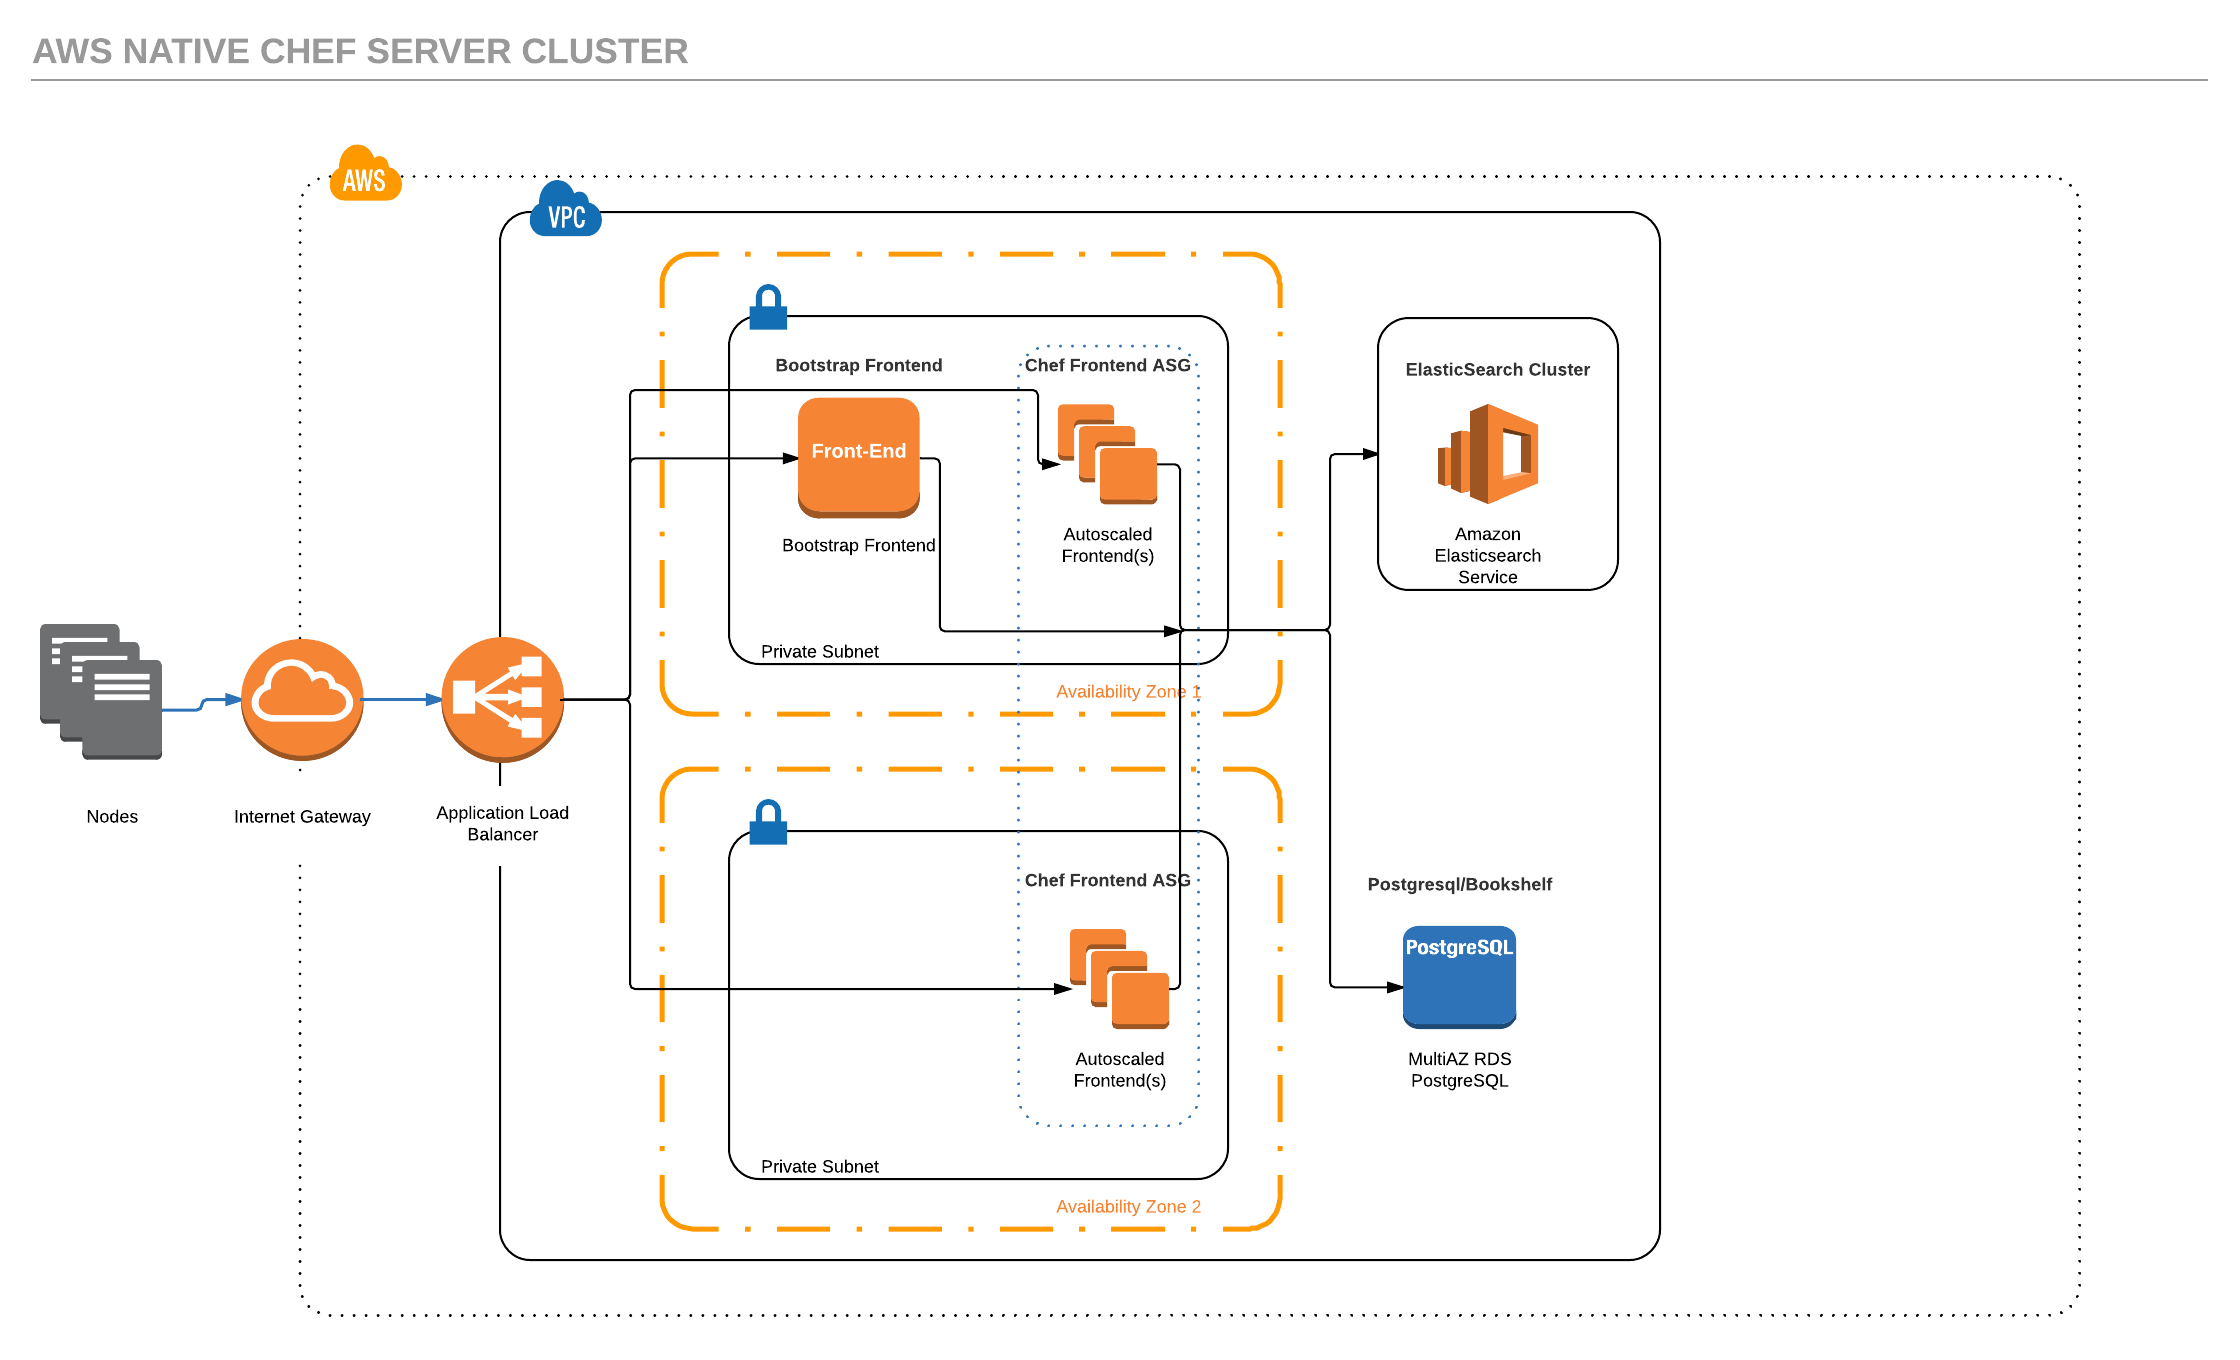 AWS NATIVE CHEF SERVER CLUSTER
AWS
VPC
Bootstrap Frontend
Chef Frontend ASG
ElasticSearch Cluster
Front-End
Bootstrap Frontend
Autoscaled
Frontend(s)
Amazon
Elasticsearch
Service
Private Subnet
Availability Zone 1
Nodes
Internet Gateway
Application Load
Balancer
Chef Frontend ASG
Postgresql/Bookshelf
PostgreSQL
Autoscaled
Frontend(s)
MultiAZ RDS
PostgreSQL
Private Subnet
Availability Zone 2